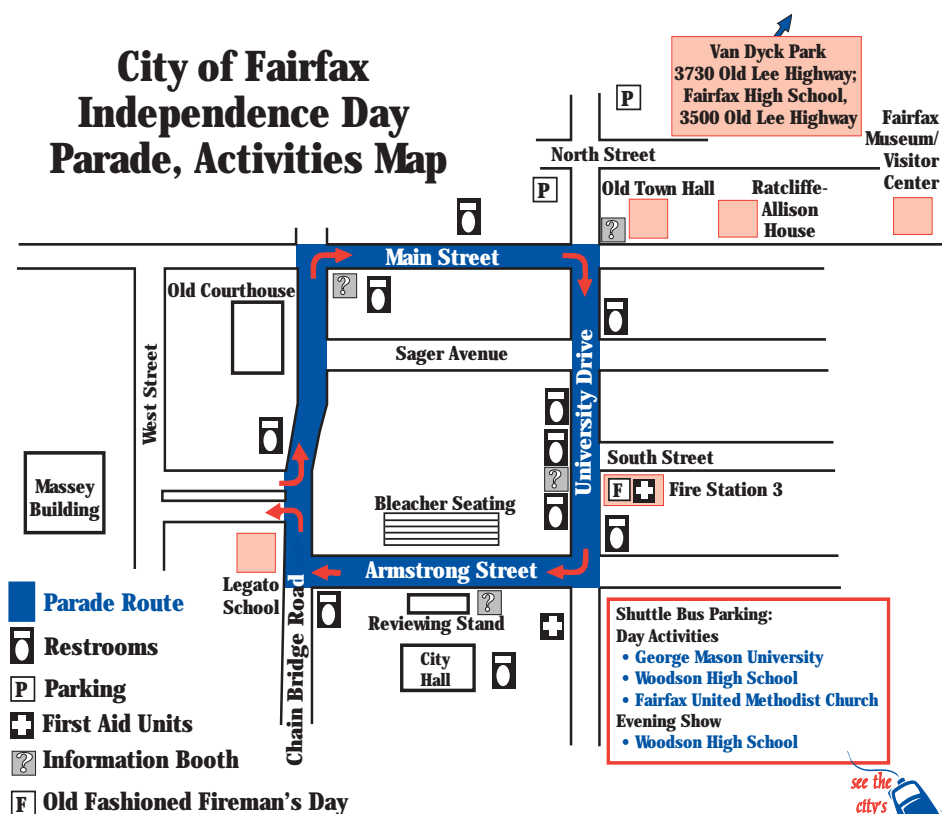 City of Fairfax
Independence Day
Parade, Activities Map
Van Dyck Park
3730 Old Lee Highway;
Fairfax High School,
3500 Old Lee Highway
P
North Street
Fairfax
Museum/
Visitor
Center
P
Old Town Hall
Ratcliffe-
Allison
House
?
Main Street
?
Old Courthouse
Sager Avenue
West Street
University Drive
South Street
?
F
Fire Station 3
Massey
Building
Bleacher Seating
Armstrong Street
Legato
School
Chain Bridge Road
?
Reviewing Stand
City
Hall
Parade Route
Restrooms
P Parking
First Aid Units
? Information Booth
F Old Fashioned Fireman's Day
Shuttle Bus Parking:
Day Activities
• George Mason University
• Woodson High School
• Fairfax United Methodist Church
Evening Show
• Woodson High School
see the
city's